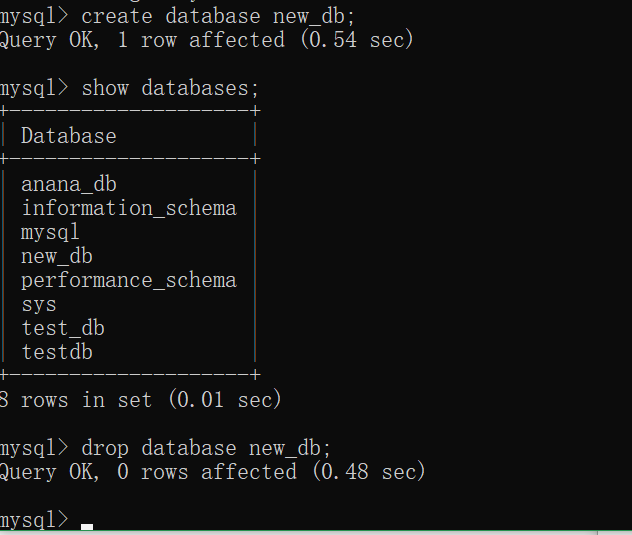 mysql> create database new_db;
Query OK, 1 row affected (0.54 sec)
mysql> show databases;
+--------------------+
| Database           |
+--------------------+
| anana_db           |
| information_schema |
| mysql              |
| new_db             |
| performance_schema |
| sys                |
| test_db            |
| testdb             |
+--------------------+
8 rows in set (0.01 sec)
mysql> drop database new_db;
Query OK, 0 rows affected (0.48 sec)
mysql>